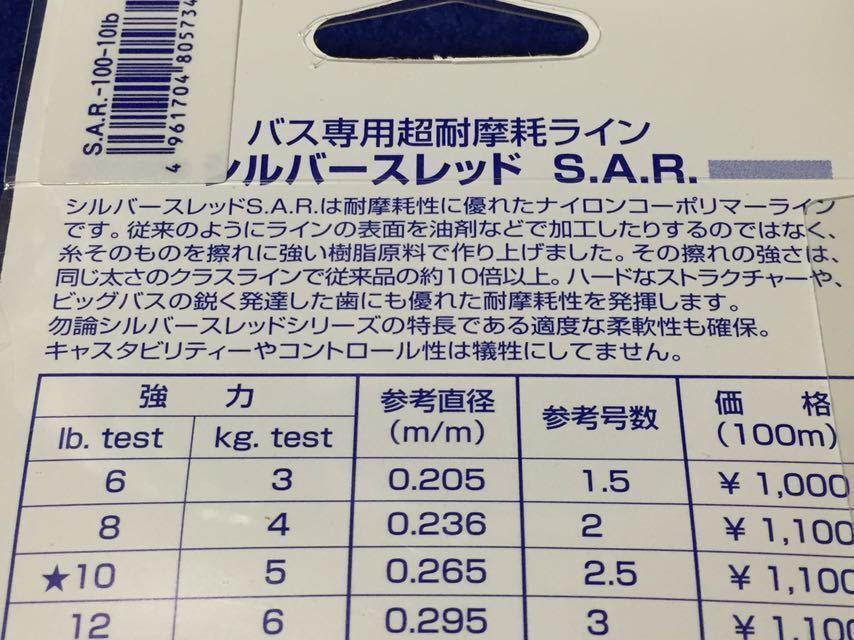 S.A.R.-100-10lb
4 961704 805734
バス専用超耐摩耗ライン
シルバースレッド S.A.R.
シルバースレッドS.A.R.は耐摩耗性に優れたナイロンコーポリマーライン
です。従来のようにラインの表面を油剤などで加工したりするのではなく、
糸そのものを擦れに強い樹脂原料で作り上げました。その擦れの強さは、
同じ太さのクラスラインで従来品の約10倍以上。ハードなストラクチャーや、
ビッグバスの鋭く発達した歯にも優れた耐摩耗性を発揮します。
勿論シルバースレッドシリーズの特長である適度な柔軟性も確保。
キャスタビリティーやコントロール性は犠牲にしてません。
強 力 参考直径 (m/m) 参考号数 価 格 (100m)
lb. test kg. test
6 3 0.205 1.5 ¥ 1,000
8 4 0.236 2 ¥ 1,100
★10 5 0.265 2.5 ¥ 1,100
12 6 0.295 3 ¥ 1,100